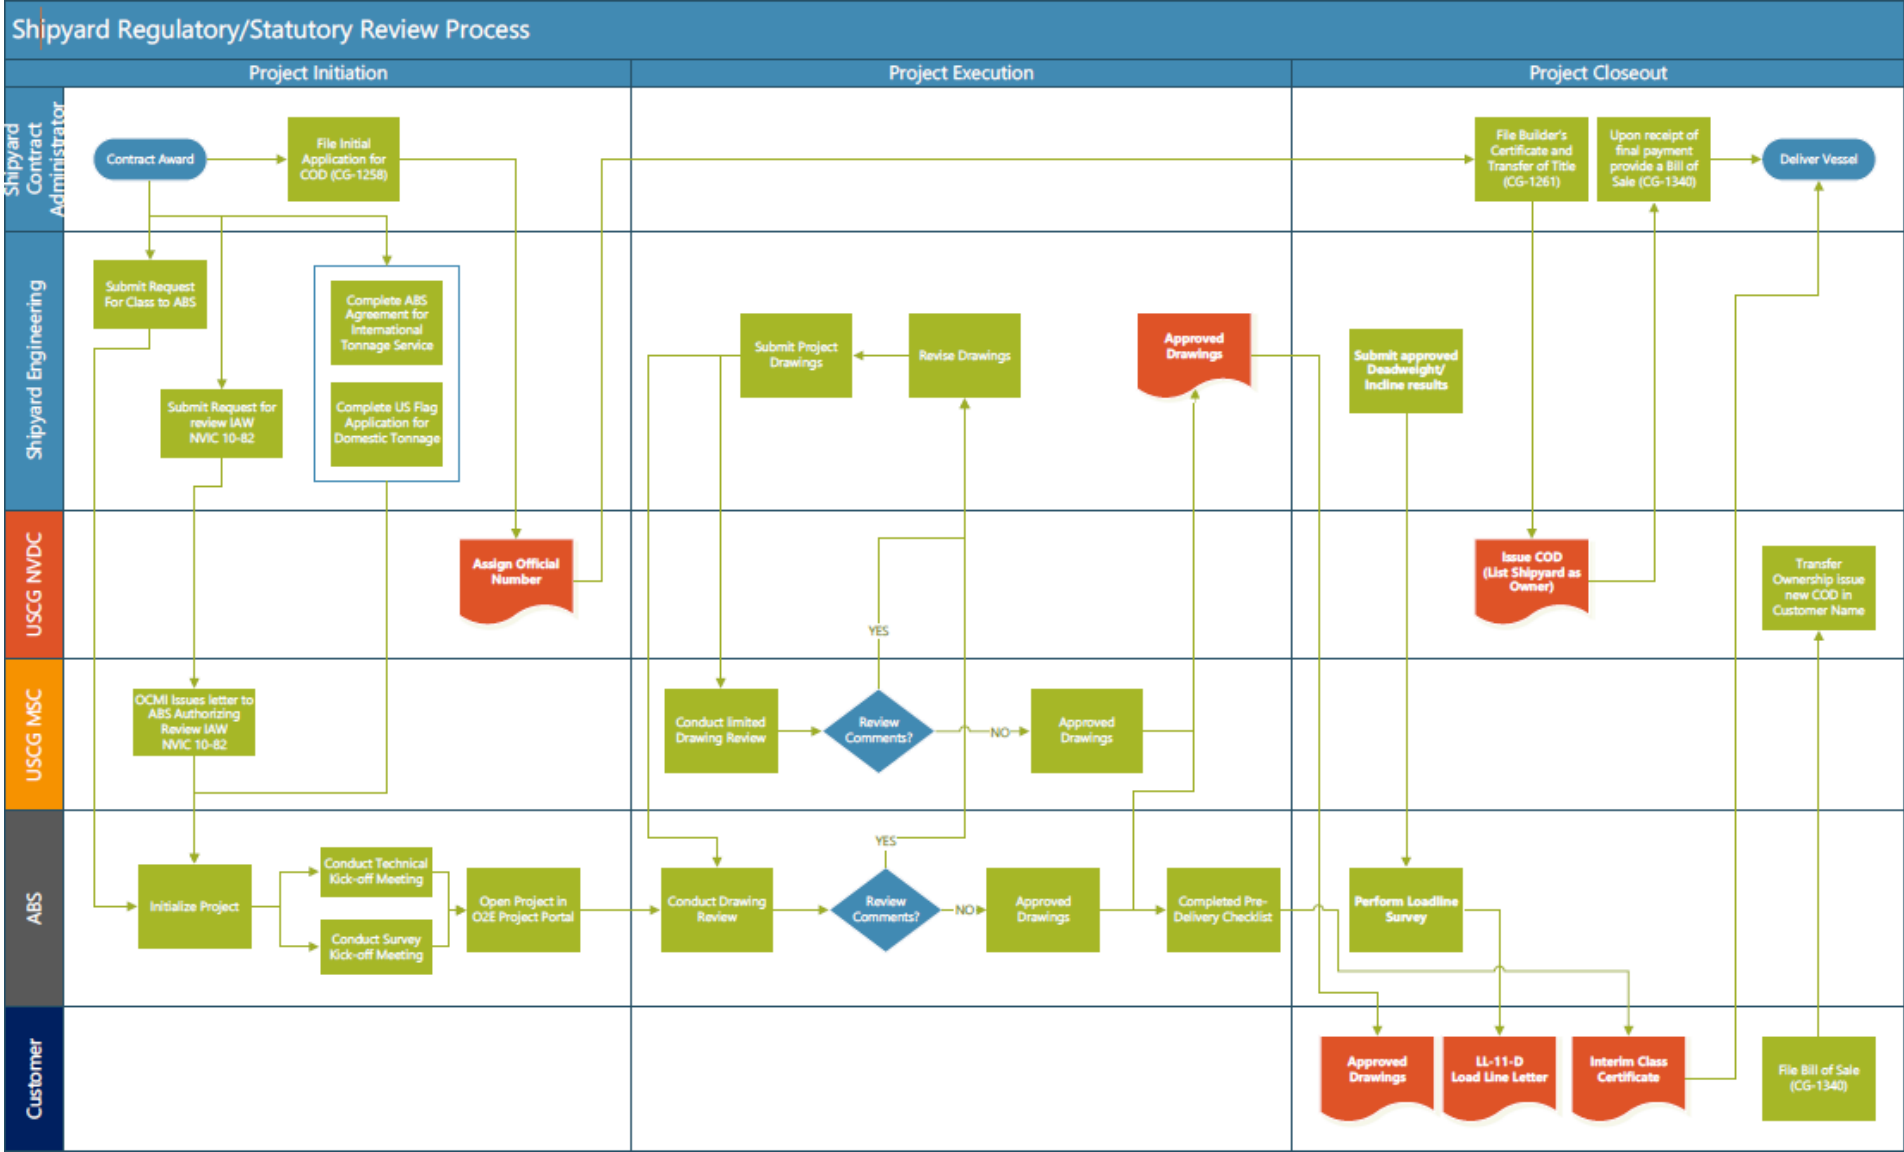 Shipyard Regulatory/Statutory Review Process
Project Initiation
Project Execution
Project Closeout
Shipyard
Contract
Administrator
Contract Award
File Initial
Application for
COD (CG-1258)
File Builder's
Certificate and
Transfer of Title
(CG-1261)
Upon receipt of
final payment
provide a Bill of
Sale (CG-1340)
Deliver Vessel
Shipyard Engineering
Submit Request
For Class to ABS
Submit Request for
review IAW
NVIC 10-82
Complete ABS
Agreement for
International
Tonnage Service
Complete US Flag
Application for
Domestic Tonnage
Submit Project
Drawings
Revise Drawings
Approved
Drawings
Submit approved
Deadweight/
Incline results
USCG NVDC
Assign Official
Number
YES
Issue COD
(List Shipyard as
Owner)
Transfer
Ownership issue
new COD in
Customer Name
USCG MSC
OCMI Issues letter to
ABS Authorizing
Review IAW
NVIC 10-82
Conduct limited
Drawing Review
Review
Comments?
NO
Approved
Drawings
ABS
Initialize Project
Conduct Technical
Kick-off Meeting
Conduct Survey
Kick-off Meeting
Open Project in
O2E Project Portal
Conduct Drawing
Review
YES
Review
Comments?
NO
Approved
Drawings
Completed Pre-
Delivery Checklist
Perform Loadline
Survey
Customer
Approved
Drawings
LL-11-D
Load Line Letter
Interim Class
Certificate
File Bill of Sale
(CG-1340)